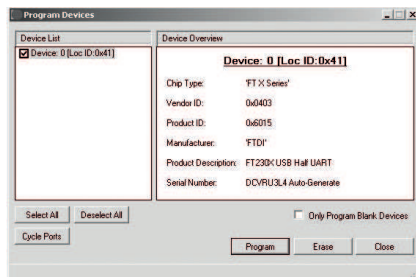 Program Devices
Device List
Device: 0 [Loc ID:0x41]
Device Overview
Device: 0 [Loc ID:0x41]
Chip Type: 'FT X Series'
Vendor ID: 0x0403
Product ID: 0x6015
Manufacturer: 'FTDI'
Product Description: FT230X USB Half UART
Serial Number: DCVRU3L4 Auto-Generate
Select All Deselect All
Only Program Blank Devices
Cycle Ports
Program Erase Close